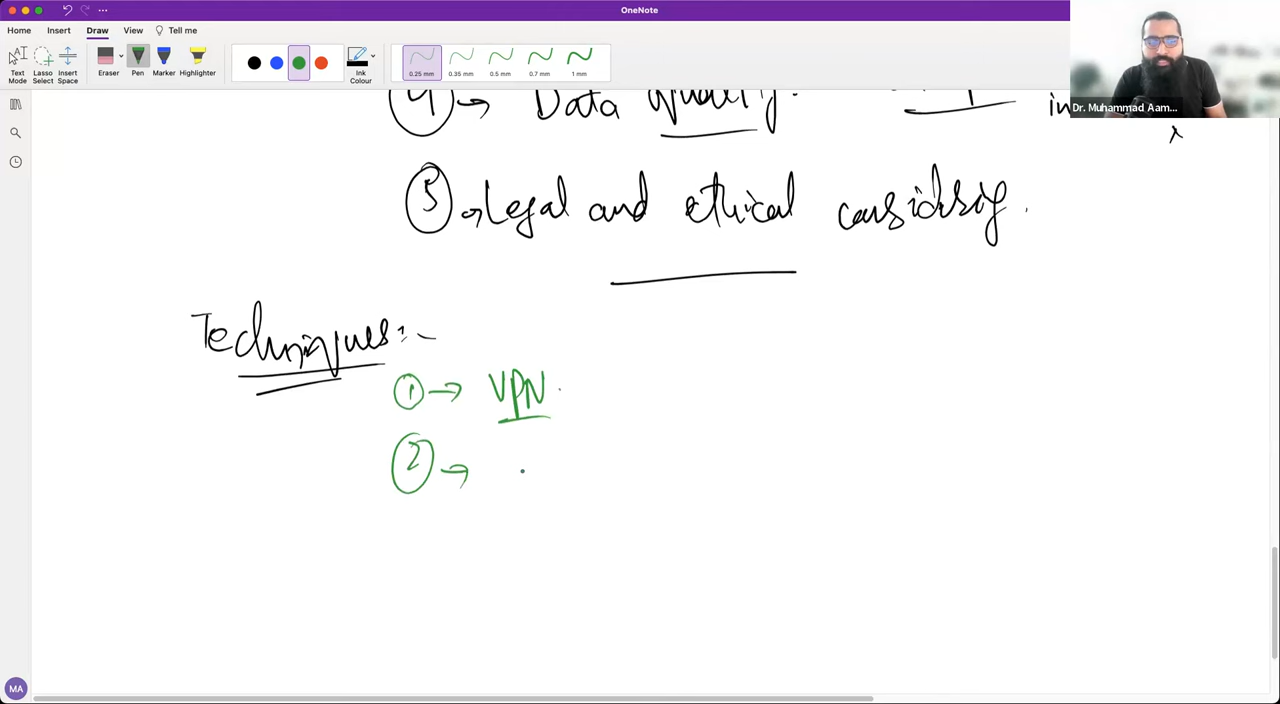 OneNote
Home Insert Draw View Tell me
Text Mode
Lasso Select
Insert Space
Eraser
Pen
Marker
Highlighter
0.25 mm
0.35 mm
0.5 mm
0.7 mm
1 mm
Ink Colour
Dr. Muhammad Aam...
4 → Data quality. in
5 → Legal and ethical
Techniques:-
1 → VPN.
2 →
MA